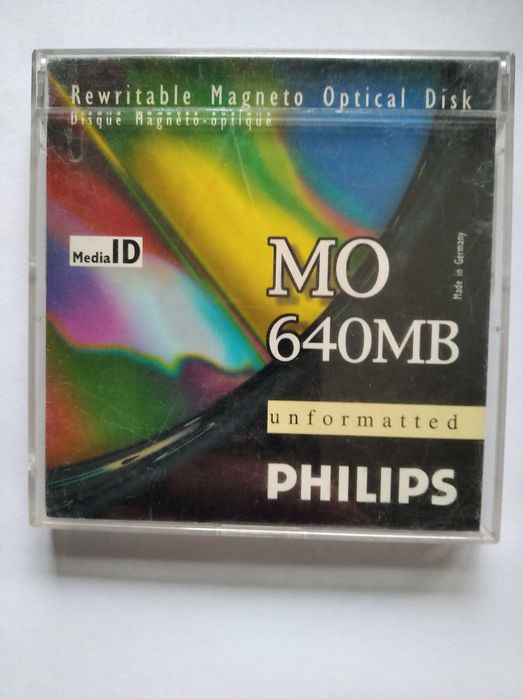 Rewritable Magneto Optical Disk
Disque Magnéto-optique
Media ID
MO
640MB
Made in Germany
unformatted
PHILIPS